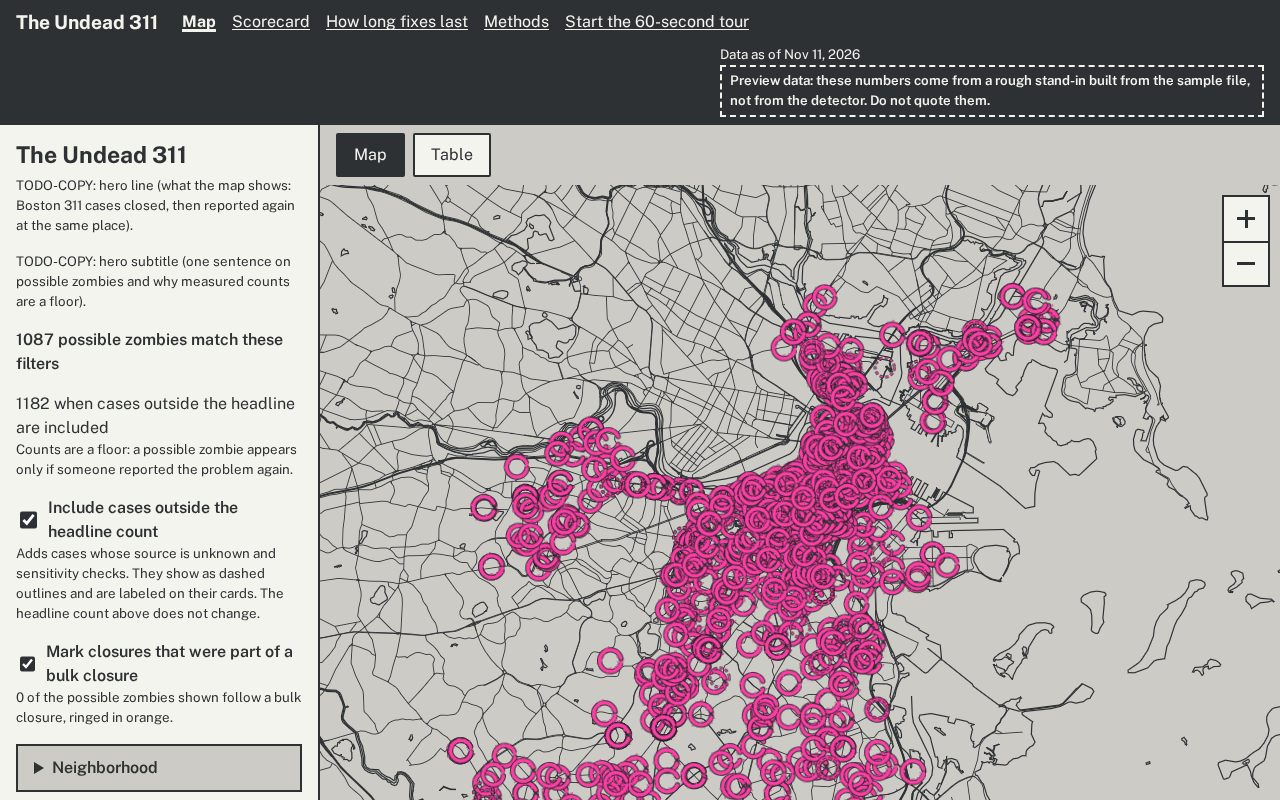 The Undead 311 Map Scorecard How long fixes last Methods Start the 60-second tour
Data as of Nov 11, 2026
Preview data: these numbers come from a rough stand-in built from the sample file,
not from the detector. Do not quote them.
The Undead 311
TODO-COPY: hero line (what the map shows:
Boston 311 cases closed, then reported again
at the same place).
TODO-COPY: hero subtitle (one sentence on
possible zombies and why measured counts
are a floor).
1087 possible zombies match these
filters
1182 when cases outside the headline
are included
Counts are a floor: a possible zombie appears
only if someone reported the problem again.
Include cases outside the
headline count
Adds cases whose source is unknown and
sensitivity checks. They show as dashed
outlines and are labeled on their cards. The
headline count above does not change.
Mark closures that were part of a
bulk closure
0 of the possible zombies shown follow a bulk
closure, ringed in orange.
Neighborhood
Map Table
+
−